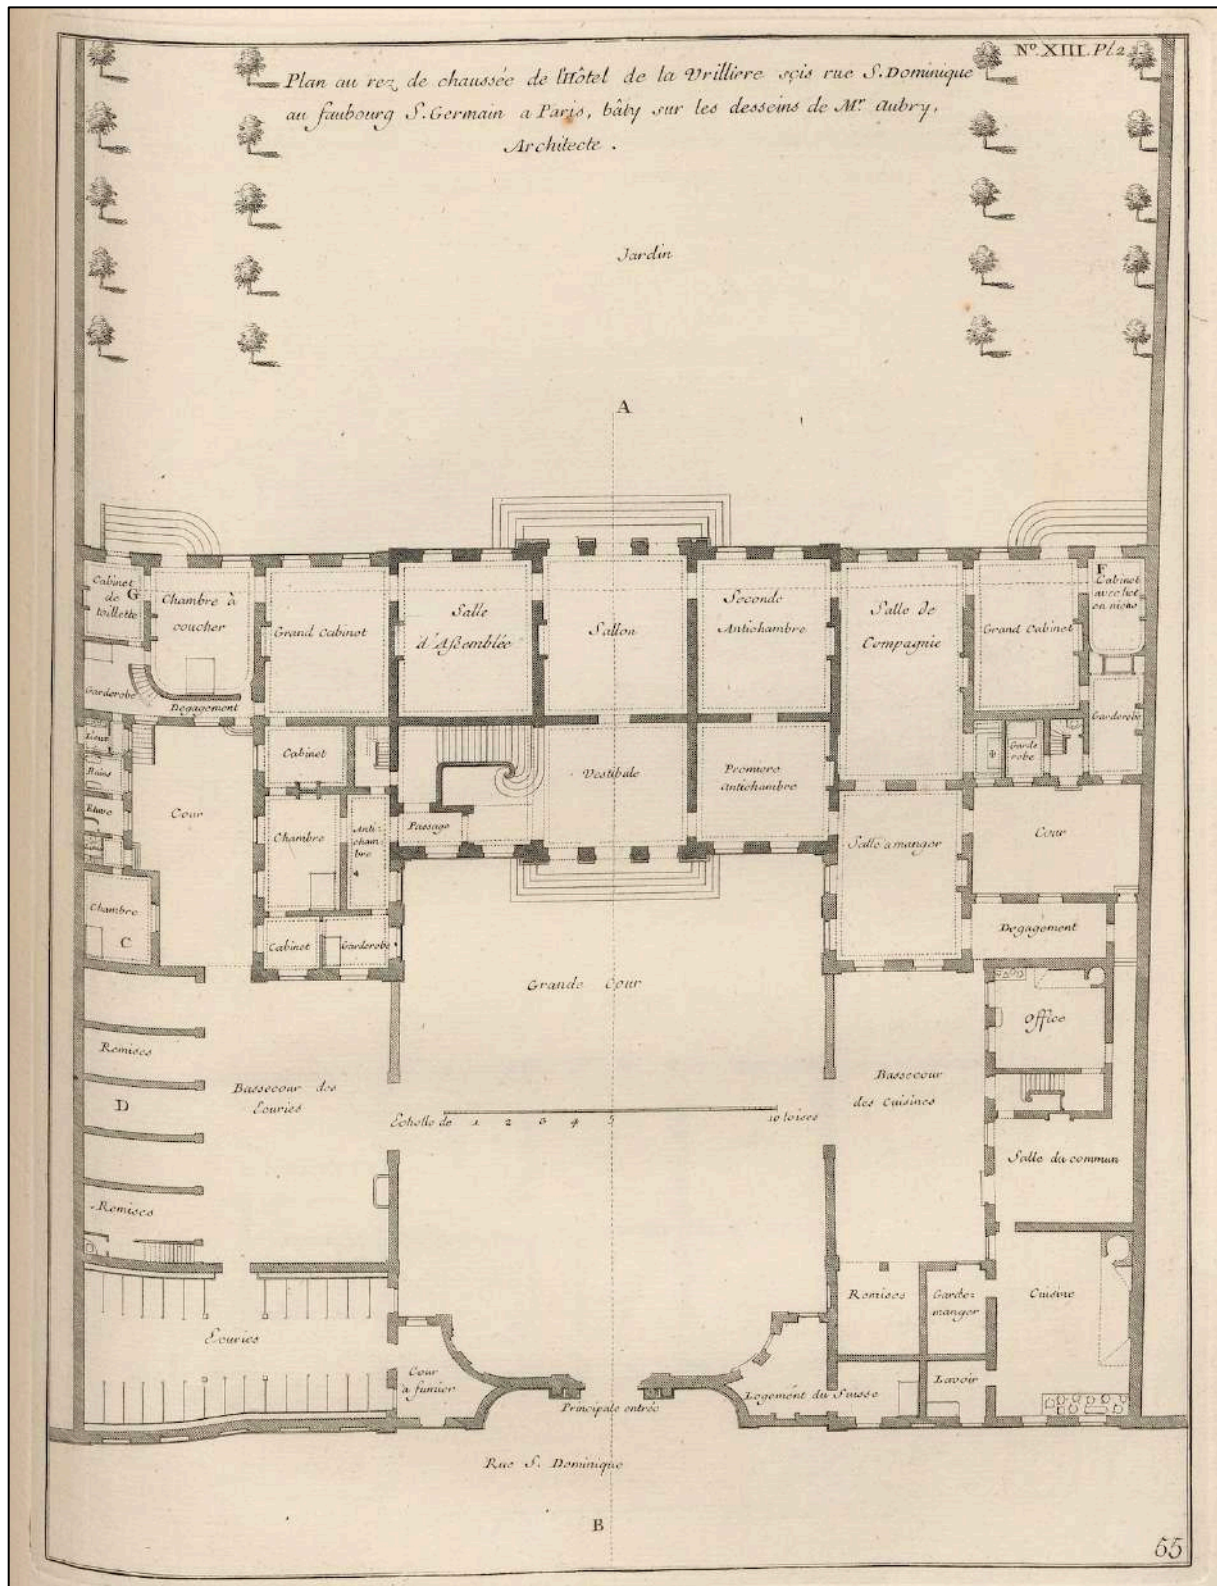 Nº. XIII. Pl. 2
Plan au rez de chaussée de l'Hôtel de la Vrilliere sçis rue S. Dominique
au faubourg S. Germain a Paris, bâty sur les desseins de Mr. Aubry,
Architecte.
Jardin
A
Cabinet
de
toillette
G
Chambre à
coucher
Grand Cabinet
Salle
d'Assemblée
Sallon
Seconde
Antichambre
Salle de
Compagnie
Grand Cabinet
F
Cabinet
avec lict
en niche
Garderobe
Degagement
Garderobe
Lieux
Bains
Etuve
Cour
Cabinet
Vestibule
Premiere
Antichambre
Garde
robe
Chambre
Anti-
cham-
bre
Passage
Salle a manger
Cour
Chambre
C
Cabinet
Garderobe
Degagement
Grande Cour
Office
Remises
D
Bassecour des
Ecuries
Bassecour
des Cuisines
Echelle de 1 2 3 4 5 10 toises
Salle du commun
Remises
Remises
Garde-
manger
Cuisine
Ecuries
Cour
a fumier
Logement du Suisse
Lavoir
Principale entrée
Rue S. Dominique
B
55